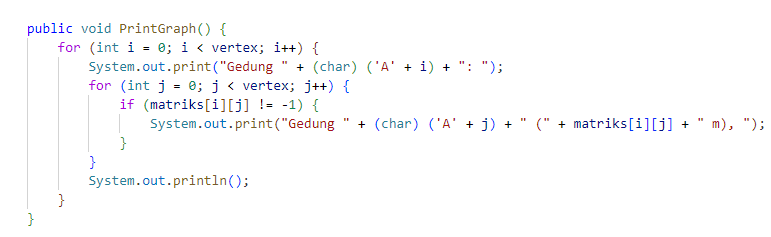 public void PrintGraph() {
    for (int i = 0; i < vertex; i++) {
        System.out.print("Gedung " + (char) ('A' + i) + ": ");
        for (int j = 0; j < vertex; j++) {
            if (matriks[i][j] != -1) {
                System.out.print("Gedung " + (char) ('A' + j) + " (" + matriks[i][j] + " m), ");
            }
        }
        System.out.println();
    }
}